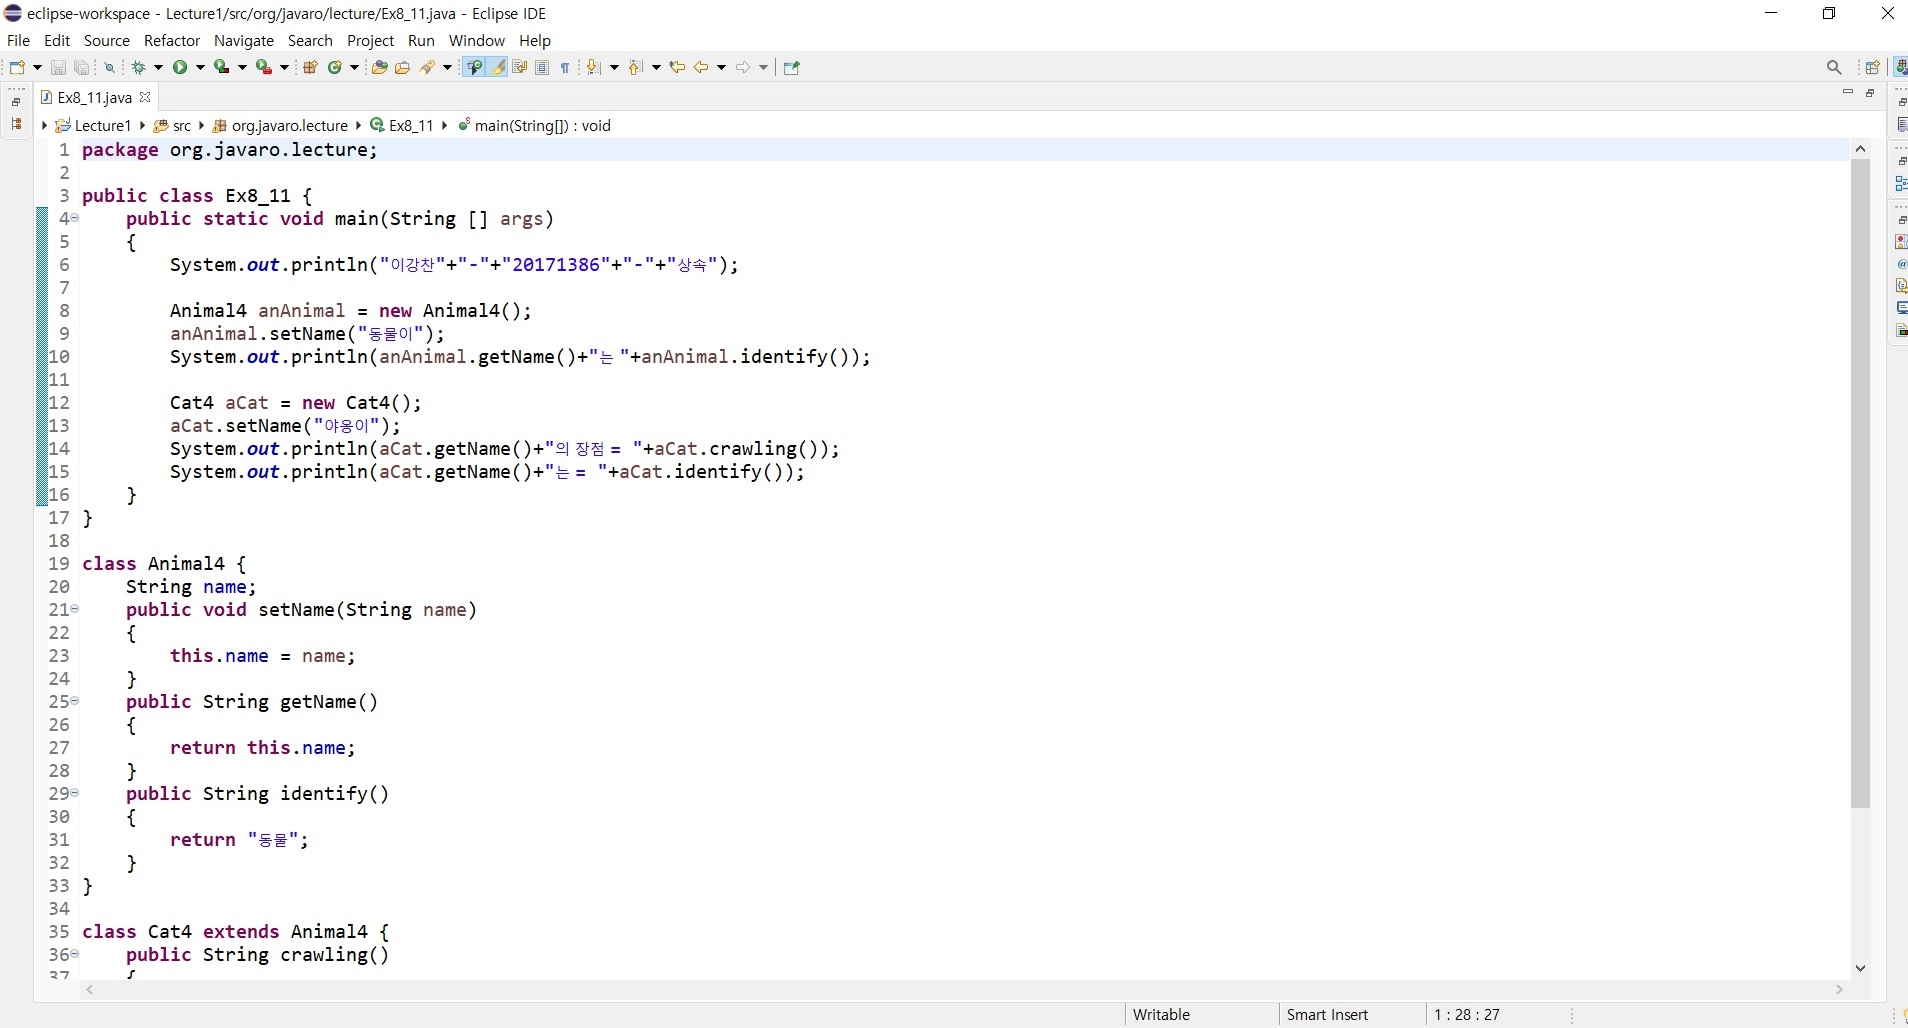 eclipse-workspace - Lecture1/src/org/javaro/lecture/Ex8_11.java - Eclipse IDE
File Edit Source Refactor Navigate Search Project Run Window Help
Ex8_11.java
Lecture1 src org.javaro.lecture Ex8_11 main(String[]) : void
1 package org.javaro.lecture;
2
3 public class Ex8_11 {
4 public static void main(String [] args)
5 {
6 System.out.println("이강찬"+"-"+"20171386"+"-"+"상속");
7
8 Animal4 anAnimal = new Animal4();
9 anAnimal.setName("동물이");
10 System.out.println(anAnimal.getName()+"는 "+anAnimal.identify());
11
12 Cat4 aCat = new Cat4();
13 aCat.setName("야옹이");
14 System.out.println(aCat.getName()+"의 장점 = "+aCat.crawling());
15 System.out.println(aCat.getName()+"는 = "+aCat.identify());
16 }
17 }
18
19 class Animal4 {
20 String name;
21 public void setName(String name)
22 {
23 this.name = name;
24 }
25 public String getName()
26 {
27 return this.name;
28 }
29 public String identify()
30 {
31 return "동물";
32 }
33 }
34
35 class Cat4 extends Animal4 {
36 public String crawling()
37 {
Writable Smart Insert 1 : 28 : 27